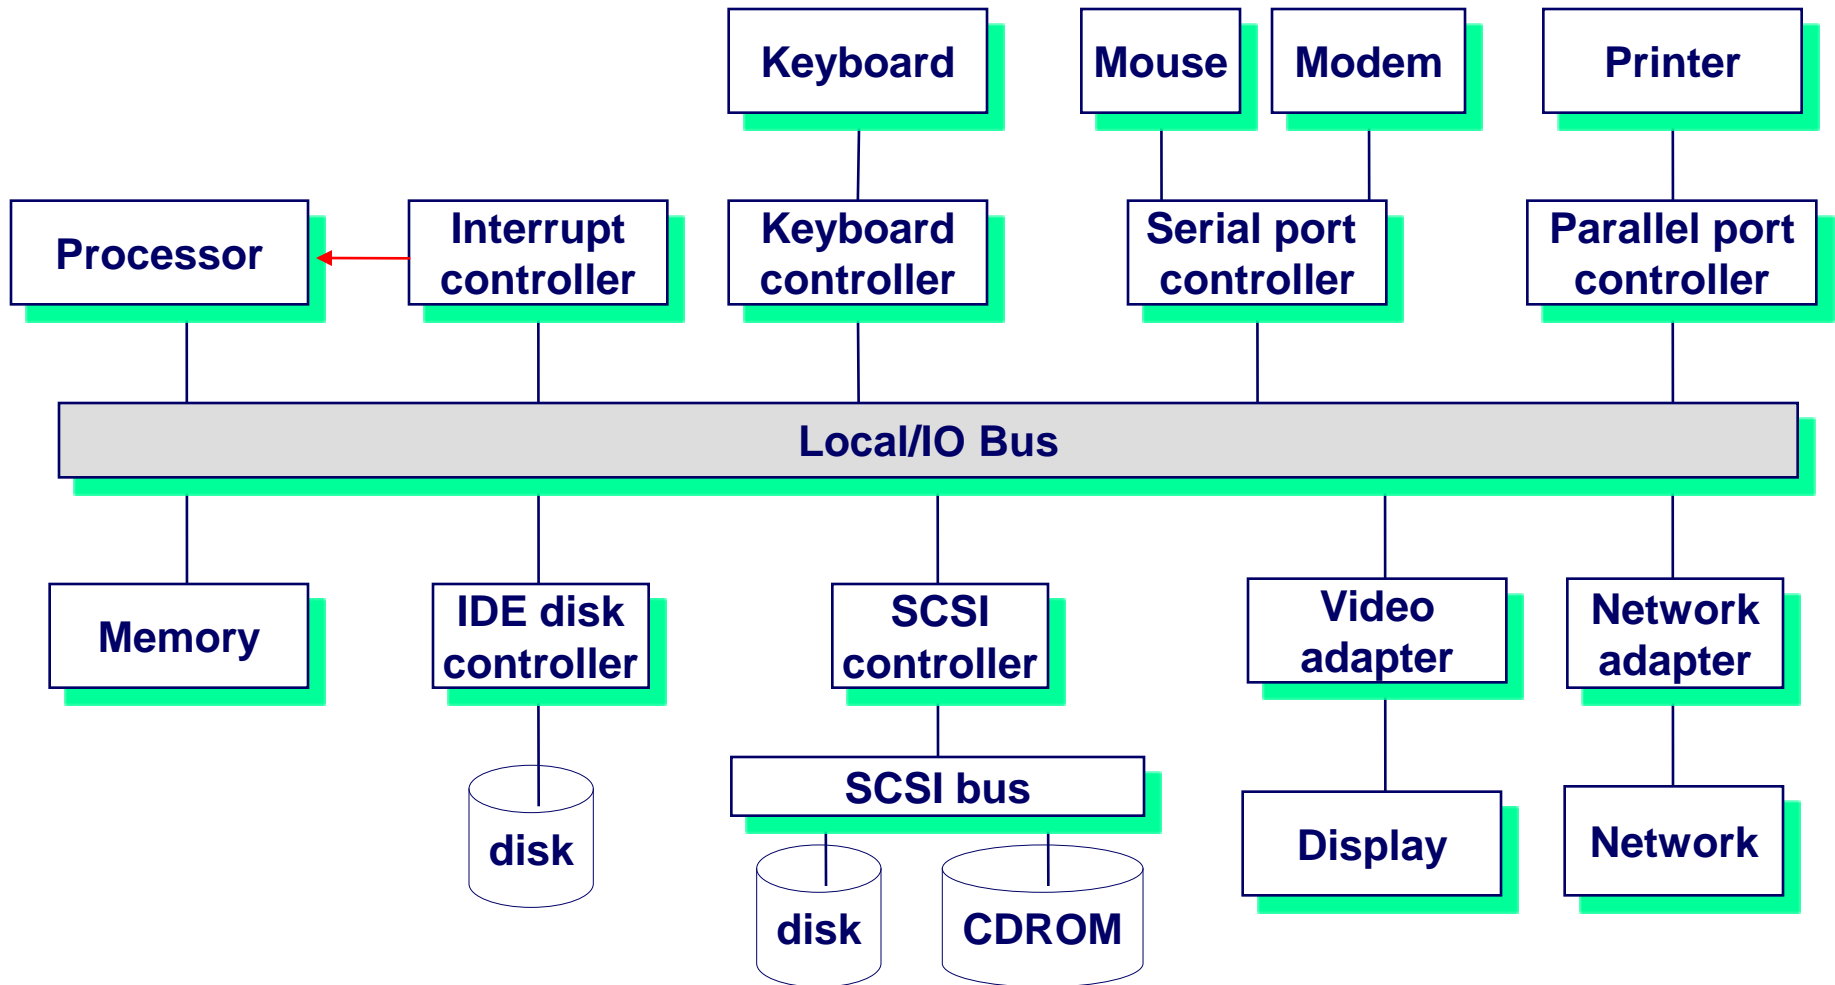 Keyboard
Mouse
Modem
Printer
Processor
Interrupt
controller
Keyboard
controller
Serial port
controller
Parallel port
controller
Local/IO Bus
Memory
IDE disk
controller
SCSI
controller
Video
adapter
Network
adapter
SCSI bus
disk
Display
Network
disk
CDROM